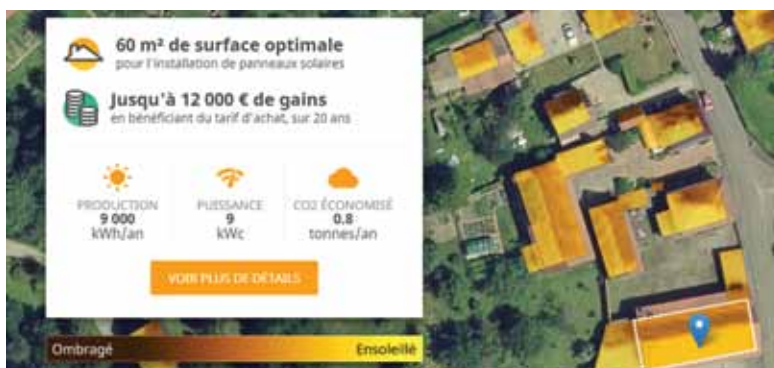 60 m² de surface optimale
pour l'installation de panneaux solaires
Jusqu'à 12 000 € de gains
en bénéficiant du tarif d'achat, sur 20 ans
PRODUCTION
9 000
kWh/an
PUISSANCE
9
kWc
CO2 ÉCONOMISÉ
0.8
tonnes/an
VOIR PLUS DE DÉTAILS
Ombragé
Ensoleillé